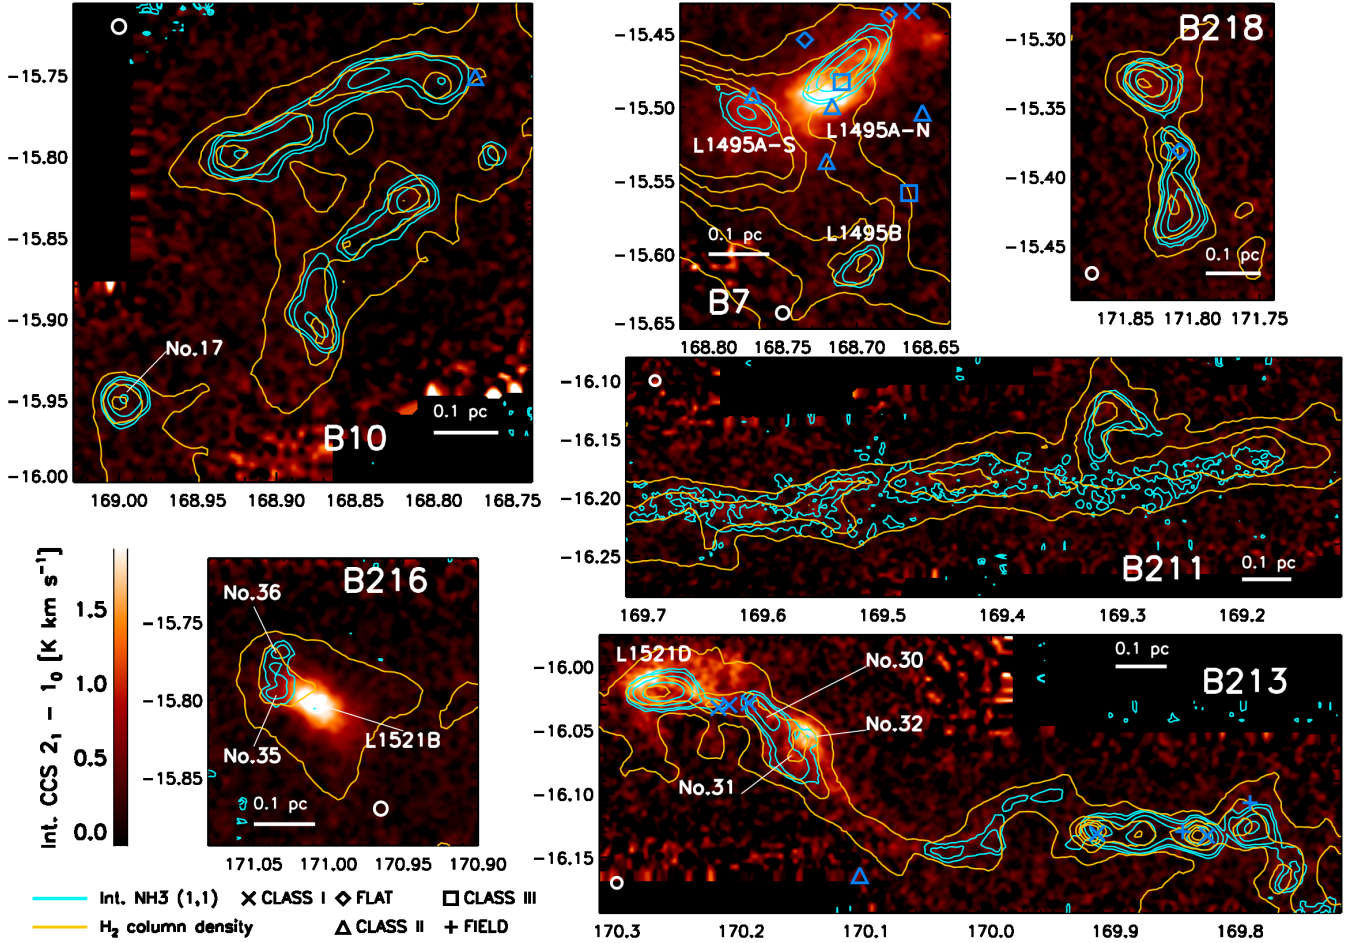 −15.75
−15.80
−15.85
−15.90
−15.95
−16.00
No.17
B10
0.1 pc
169.00 168.95 168.90 168.85 168.80 168.75
−15.45
−15.50
−15.55
−15.60
−15.65
L1495A−S
L1495A−N
L1495B
0.1 pc
B7
168.80 168.75 168.70 168.65
B218
−15.30
−15.35
−15.40
−15.45
0.1 pc
171.85 171.80 171.75
−16.10
−16.15
−16.20
−16.25
B211
0.1 pc
169.7 169.6 169.5 169.4 169.3 169.2
Int. CCS 2₁ − 1₀ [K km s⁻¹]
1.5
1.0
0.5
0.0
B216
−15.75
−15.80
−15.85
No.36
No.35
L1521B
0.1 pc
171.05 171.00 170.95 170.90
−16.00
−16.05
−16.10
−16.15
L1521D
No.30
No.32
No.31
0.1 pc
B213
170.3 170.2 170.1 170.0 169.9 169.8
Int. NH3 (1,1) CLASS I FLAT CLASS III
H₂ column density CLASS II FIELD